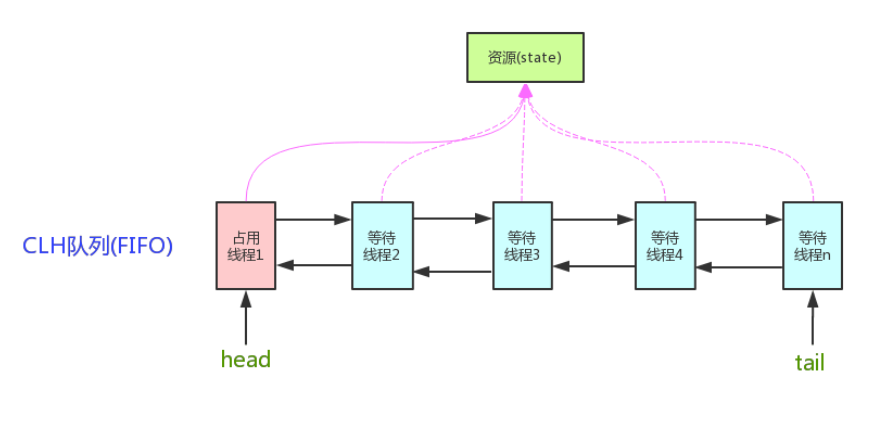 资源(state)
占用
线程1
等待
线程2
等待
线程3
等待
线程4
等待
线程n
CLH队列(FIFO)
head
tail